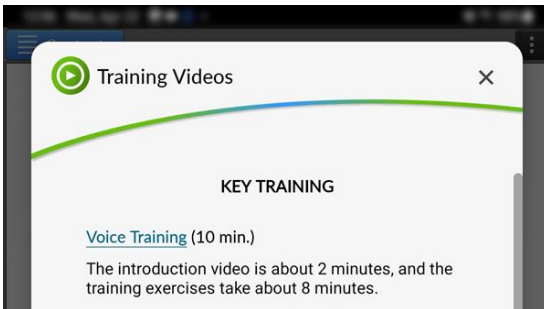 Training Videos
KEY TRAINING
Voice Training (10 min.)
The introduction video is about 2 minutes, and the
training exercises take about 8 minutes.